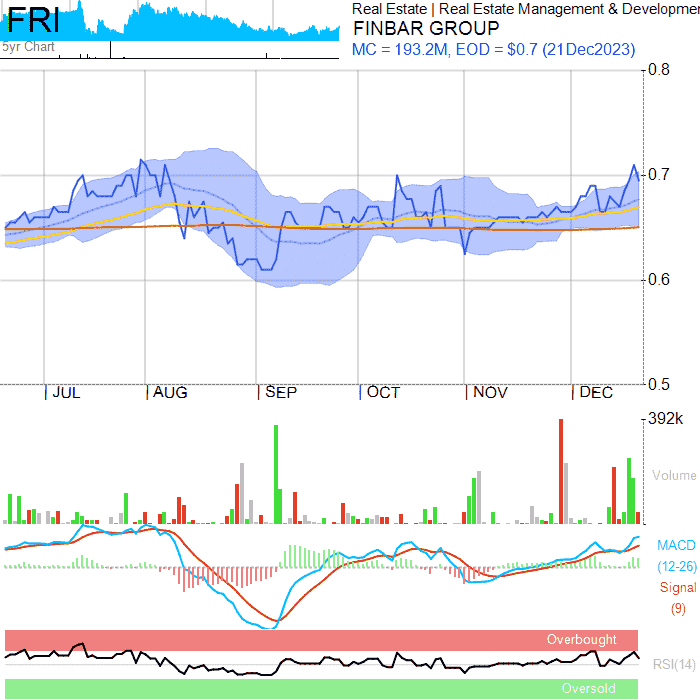 FRI
Real Estate | Real Estate Management & Developmen
FINBAR GROUP
5yr Chart
MC = 193.2M, EOD = $0.7 (21Dec2023)
0.8
0.7
0.6
0.5
JUL
AUG
SEP
OCT
NOV
DEC
392k
Volume
MACD
(12-26)
Signal
(9)
Overbought
RSI(14)
Oversold